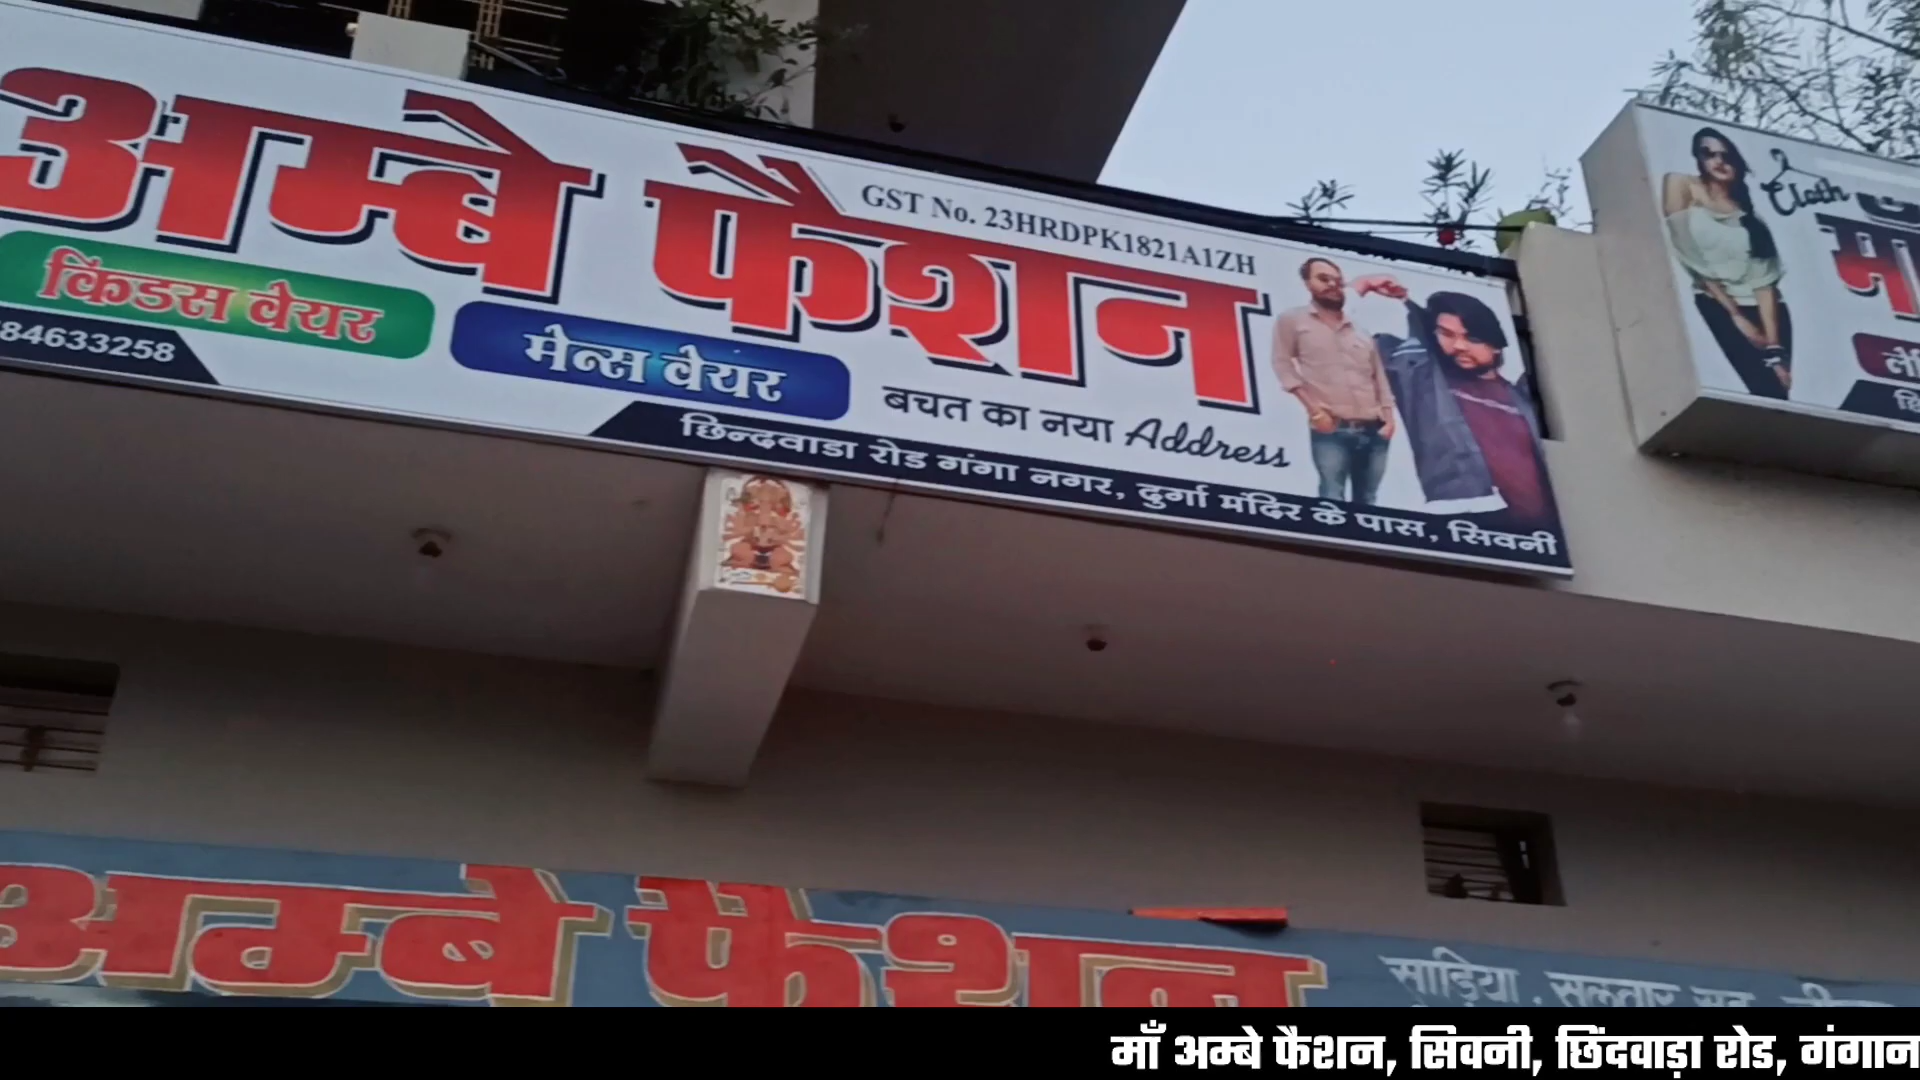 अम्बे फैशन
GST No. 23HRDPK1821A1ZH
किंडस वेयर
मेन्स वेयर
84633258
बचत का नया Address
छिन्दवाडा रोड गंगा नगर, दुर्गा मंदिर के पास, सिवनी
Cloth
अम्बे फैशन
साड़िया
माँ अम्बे फैशन, सिवनी, छिंदवाड़ा रोड, गंगान